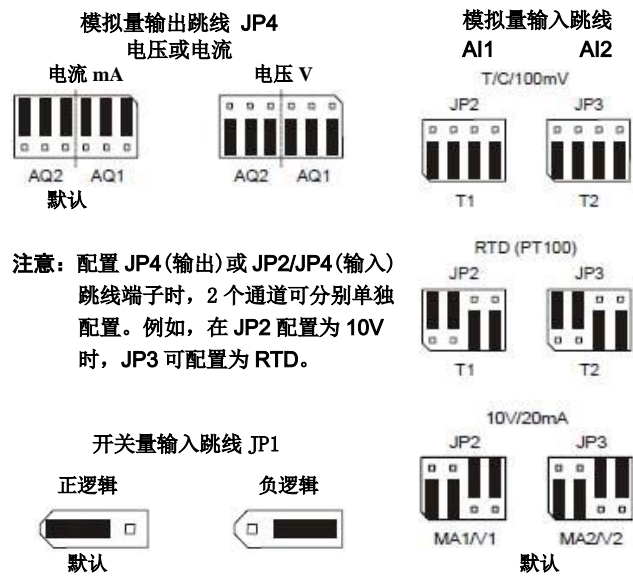 模拟量输出跳线 JP4
电压或电流
电流 mA
电压 V
AQ2 AQ1
默认
AQ2 AQ1
注意：配置 JP4(输出)或 JP2/JP4(输入)
跳线端子时，2 个通道可分别单独
配置。例如，在 JP2 配置为 10V
时，JP3 可配置为 RTD。
开关量输入跳线 JP1
正逻辑
负逻辑
默认
模拟量输入跳线
AI1 AI2
T/C/100mV
JP2 JP3
T1 T2
RTD (PT100)
JP2 JP3
T1 T2
10V/20mA
JP2 JP3
MA1/V1 MA2/V2
默认